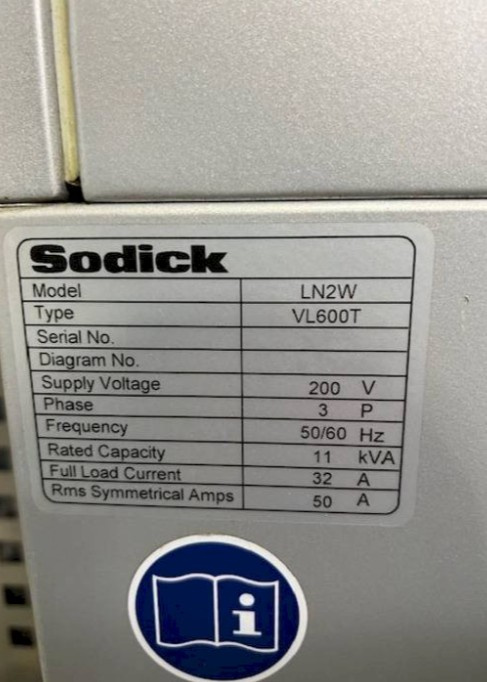 Sodick
Model LN2W
Type VL600T
Serial No.
Diagram No.
Supply Voltage 200 V
Phase 3 P
Frequency 50/60 Hz
Rated Capacity 11 kVA
Full Load Current 32 A
Rms Symmetrical Amps 50 A
i